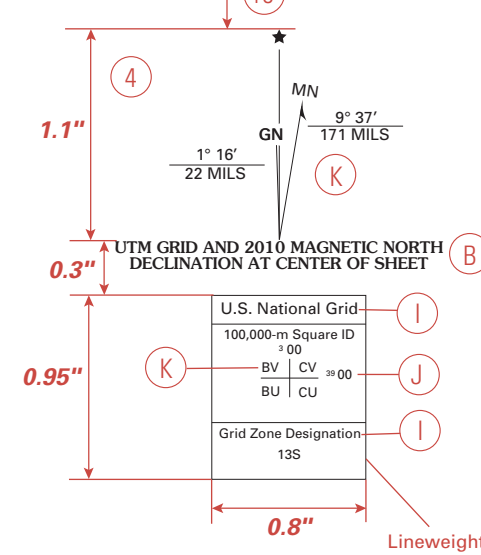 4
MN
1.1"
9° 37′
171 MILS
GN
1° 16′
22 MILS
K
UTM GRID AND 2010 MAGNETIC NORTH
DECLINATION AT CENTER OF SHEET
B
0.3"
U.S. National Grid
I
100,000-m Square ID
3 00
K
BV CV
39 00
J
BU CU
0.95"
Grid Zone Designation
I
13S
0.8"
Lineweight